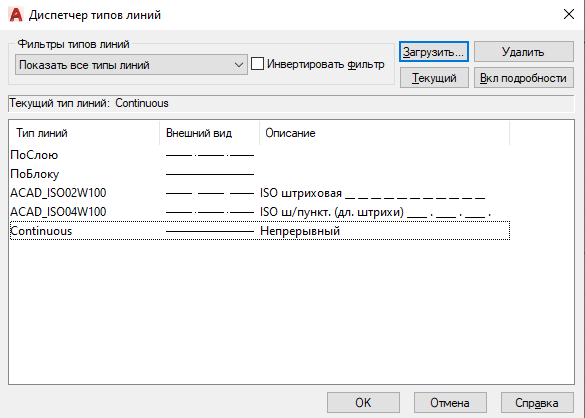 Диспетчер типов линий
Фильтры типов линий
Показать все типы линий
Инвертировать фильтр
Загрузить...
Удалить
Текущий
Вкл подробности
Текущий тип линий: Continuous
Тип линий Внешний вид Описание
ПоСлою
ПоБлоку
ACAD_ISO02W100 ISO штриховая __ __ __ __ __ __ __ __ __ __ __ __ __
ACAD_ISO04W100 ISO ш/пункт. (дл. штрихи) ____ . ____ . ____ .
Continuous Непрерывный
OK Отмена Справка